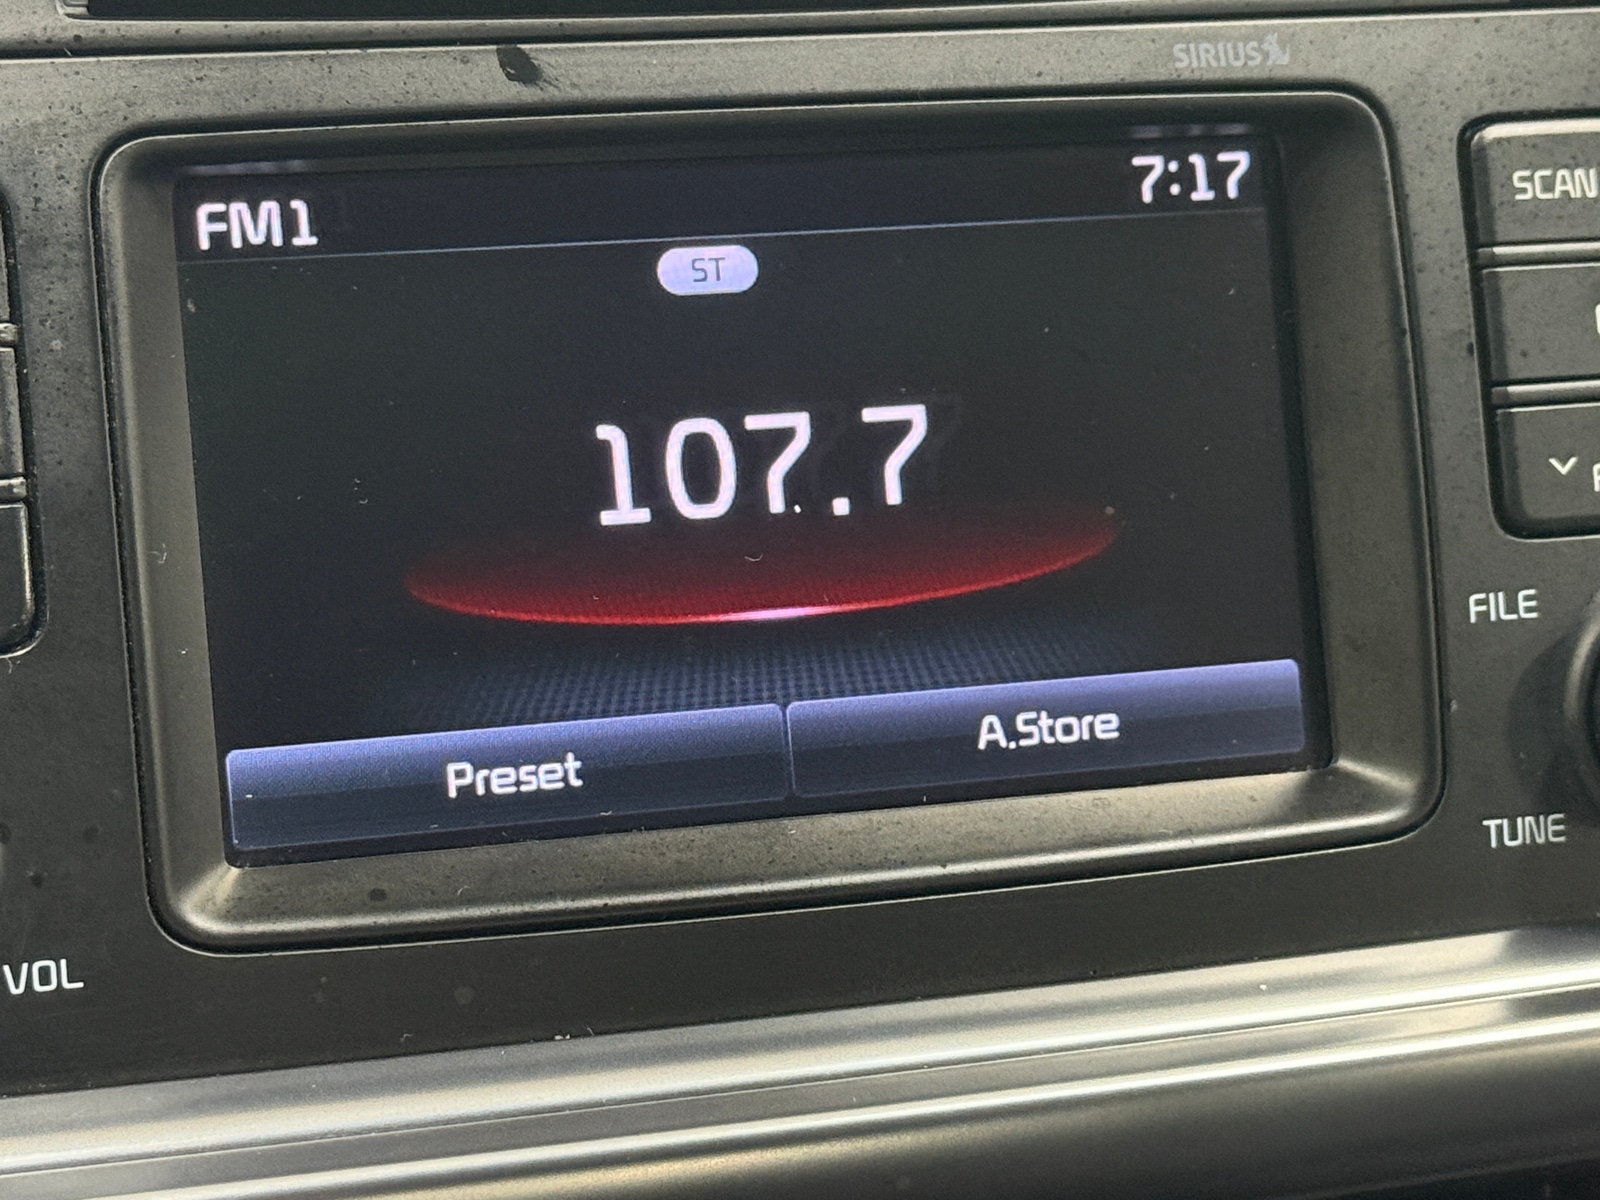 SIRIUS
FM1
7:17
ST
107.7
Preset
A.Store
SCAN
FILE
TUNE
VOL